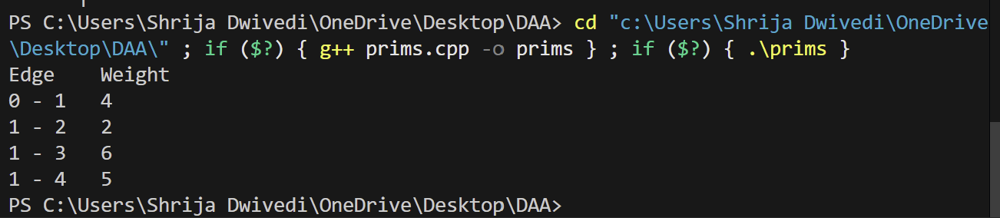 PS C:\Users\Shrija Dwivedi\OneDrive\Desktop\DAA> cd "c:\Users\Shrija Dwivedi\OneDrive
\Desktop\DAA\" ; if ($?) { g++ prims.cpp -o prims } ; if ($?) { .\prims }
Edge    Weight
0 - 1   4
1 - 2   2
1 - 3   6
1 - 4   5
PS C:\Users\Shrija Dwivedi\OneDrive\Desktop\DAA>